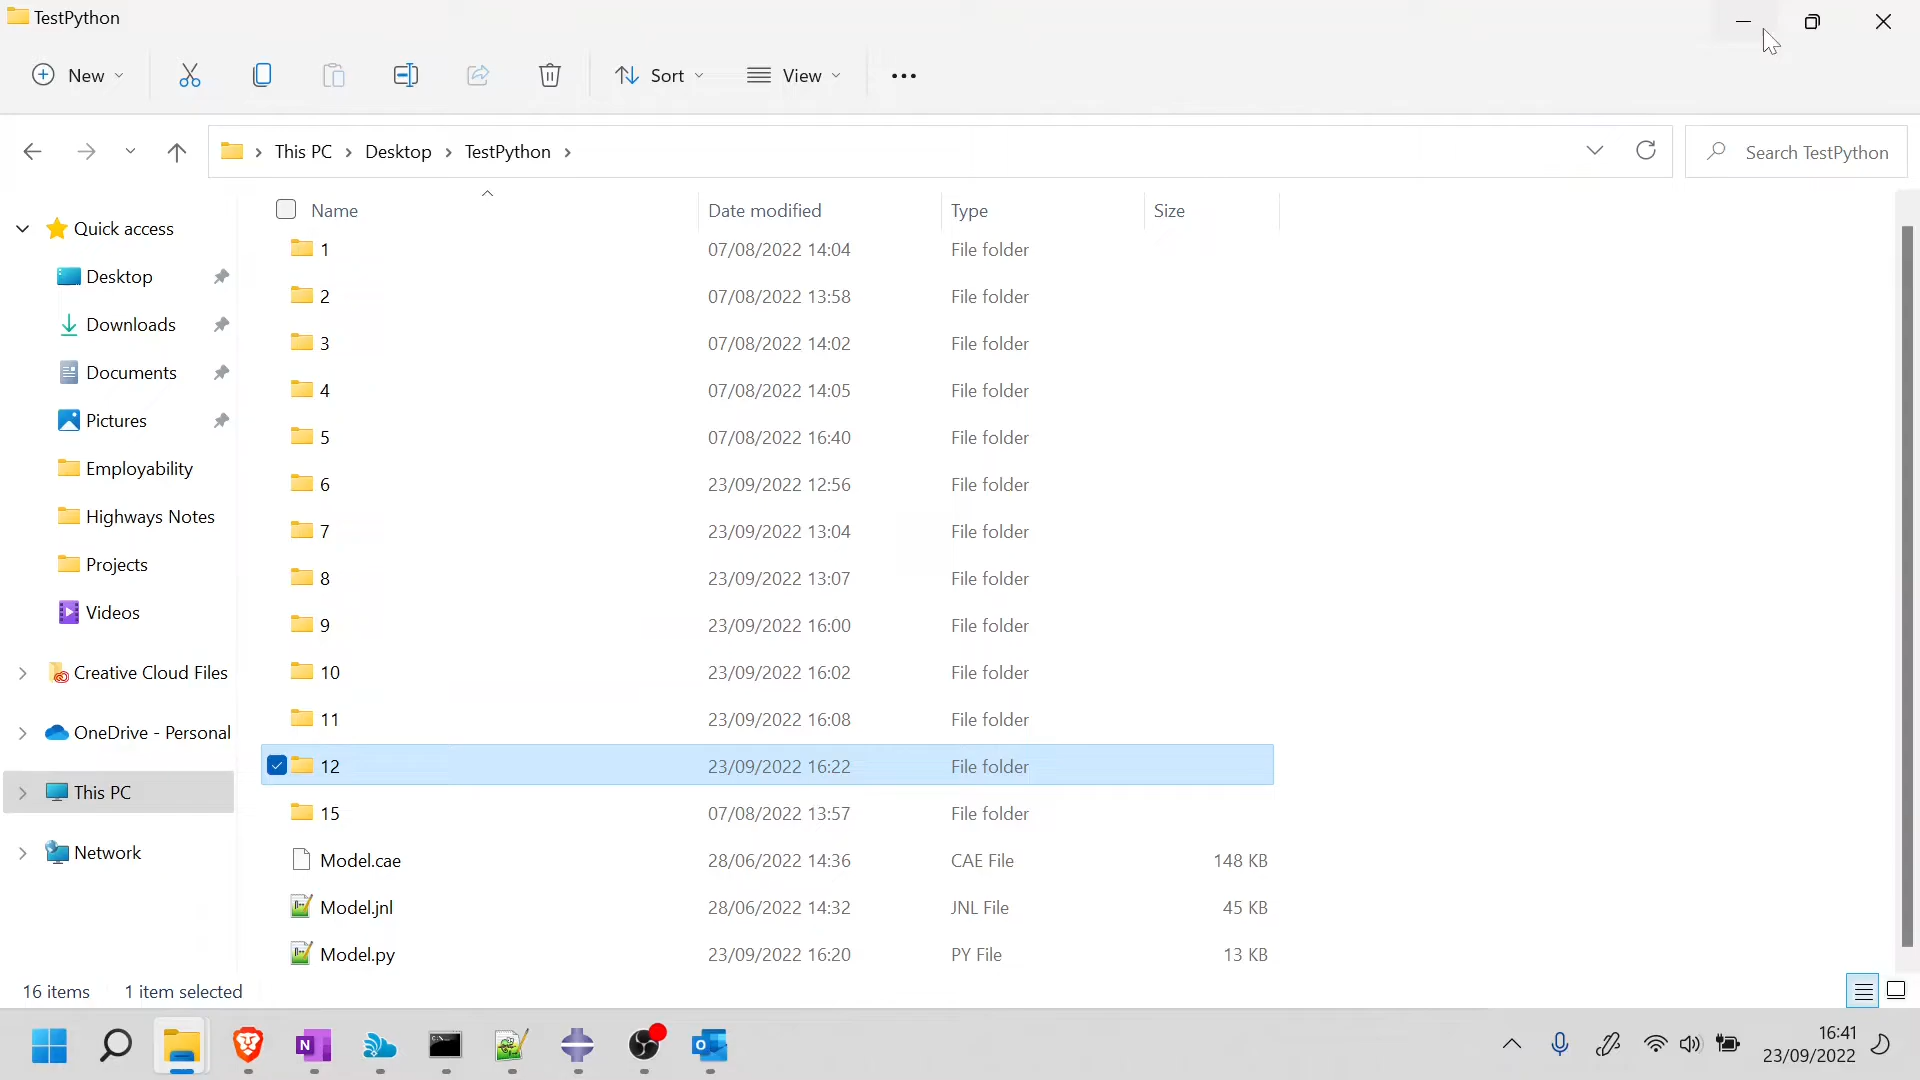 TestPython
New
Sort
View
This PC
Desktop
TestPython
Search TestPython
Name
Date modified
Type
Size
Quick access
Desktop
Downloads
Documents
Pictures
Employability
Highways Notes
Projects
Videos
Creative Cloud Files
OneDrive - Personal
This PC
Network
1 07/08/2022 14:04 File folder
2 07/08/2022 13:58 File folder
3 07/08/2022 14:02 File folder
4 07/08/2022 14:05 File folder
5 07/08/2022 16:40 File folder
6 23/09/2022 12:56 File folder
7 23/09/2022 13:04 File folder
8 23/09/2022 13:07 File folder
9 23/09/2022 16:00 File folder
10 23/09/2022 16:02 File folder
11 23/09/2022 16:08 File folder
12 23/09/2022 16:22 File folder
15 07/08/2022 13:57 File folder
Model.cae 28/06/2022 14:36 CAE File 148 KB
Model.jnl 28/06/2022 14:32 JNL File 45 KB
Model.py 23/09/2022 16:20 PY File 13 KB
16 items
1 item selected
16:41
23/09/2022